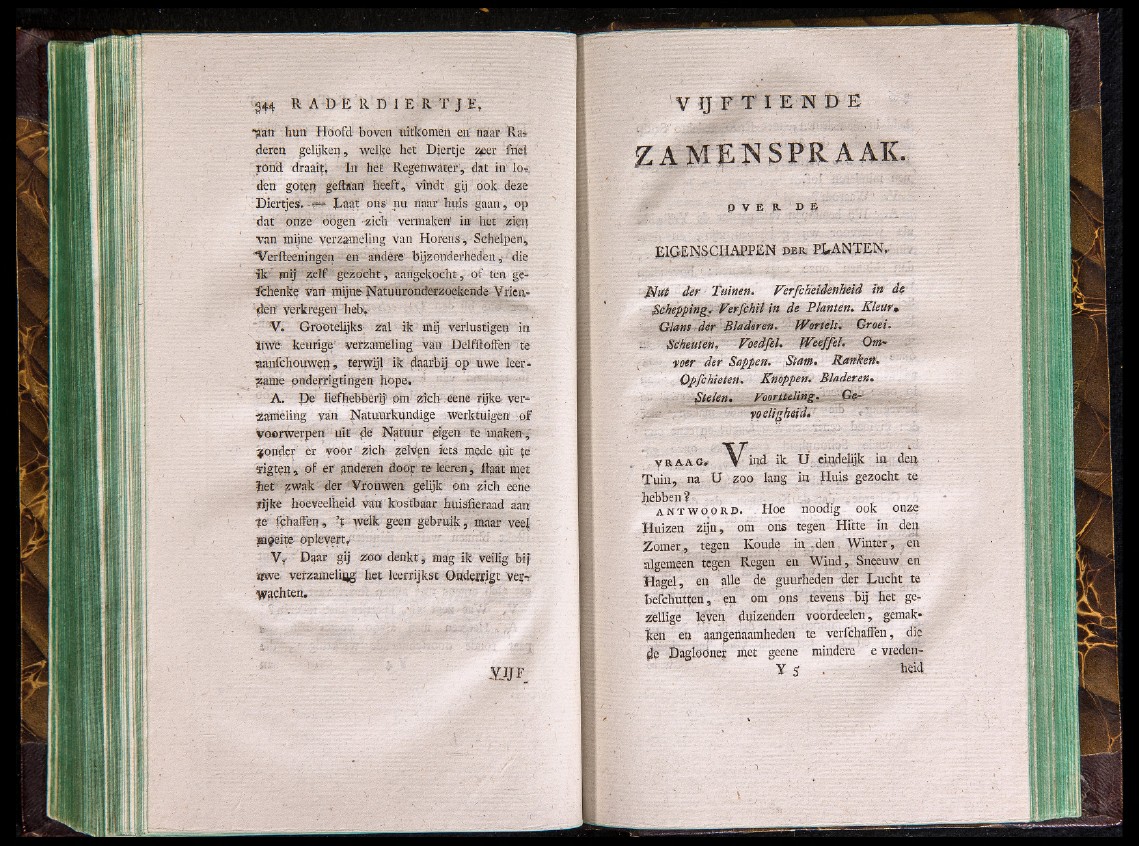 344 RADERDIERTJE,
aan hun Hoofd boven uitkomen en naar Ra-
deren gelijken, welke het Diertje zeer ſnel
rond draait. In het Regenwater, dat in lo-
den goten geſtaan heeft, vindt gij ook deze
Diertjes. — Laat ons nu naar huis gaan, op
dat onze oogen zich vermaken in het zien
van mijne verzameling van Horens, Schelpen,
Verſteeningen en andere bijzonderheden, die
ik mij zelf gezocht, aangekocht, of ten ge-
ſchenke van mijne Natuuronderzoekende Vrien-
den verkregen heb.
V. Grootelijks zal ik mij verlustigen in
uwe keurige verzameling van Delfſtoffen te
aanſchouwen, terwijl ik daarbij op uwe leer-
zame onderrigtingen hope.
A. De liefhebberij om zich eene rijke ver-
zameling van Natuurkundige werktuigen of
voorwerpen uit de Natuur eigen te maken,
zonder er voor zich zelven iets mede uit te
rigten, of er anderen door te leeren, ſtaat met
het zwak der Vrouwen gelijk om zich eene
rijke hoeveelheid van kostbaar huisſieraad aan
te ſchaffen, 't welk geen gebruik, maar veel
moeite oplevert.
V. Daar gij zoo denkt, mag ik veilig bij
uwe verzameling het leerrijkst Onderrigt ver-
wachten.
VIJF
VIJFTIENDE
ZAMENSPRAAK.
OVER DE
EIGENSCHAPPEN DER PLANTEN.
Nut der Tuinen. Verſcheidenheid in de
Schepping. Verſchil in de Planten. Kleur.
Glans der Bladeren. Wortels. Groei.
Scheuten. Voedſel. Weefſel. Om-
voer der Sappen. Stam. Ranken.
Opſchieten. Knoppen. Bladeren.
Stelen. Voortteling. Ge-
voeligheid.
VRAAG. Vind ik U eindelijk in den
Tuin, na U zoo lang in Huis gezocht te
hebben?
ANTWOORD. Hoe noodig ook onze
Huizen zijn, om ons tegen Hitte in den
Zomer, tegen Koude in den Winter, en
algemeen tegen Regen en Wind, Sneeuw en
Hagel, en alle de guurheden der Lucht te
beſchutten, en om ons tevens bij het ge-
zellige leven duizenden voordeelen, gemak-
ken en aangenaamheden te verſchaffen, die
de Daglooner met geene mindere e vreden-
Y 5 heid